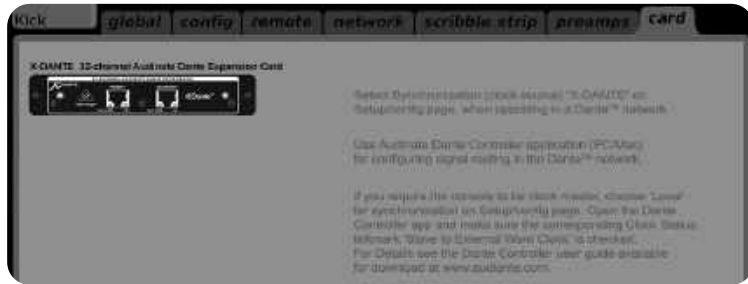 Kick global config remote network scribble strip preamps card
X-DANTE 32-channel Audinate Dante Expansion Card
Select Synchronisation (clock source) "X-DANTE" on
Setup/config page, when operating in a Dante™ network.
Use Audinate Dante Controller application (PC/Mac)
for configuring signal routing in the Dante™ network.
If you require the console to be clock master, choose 'Local'
for synchronisation on Setup/config page. Open the Dante
Controller app and make sure the corresponding Clock Status
'Slave to External Word Clock' is checked.
For Details see the Dante Controller user guide available
for download at www.audinate.com.